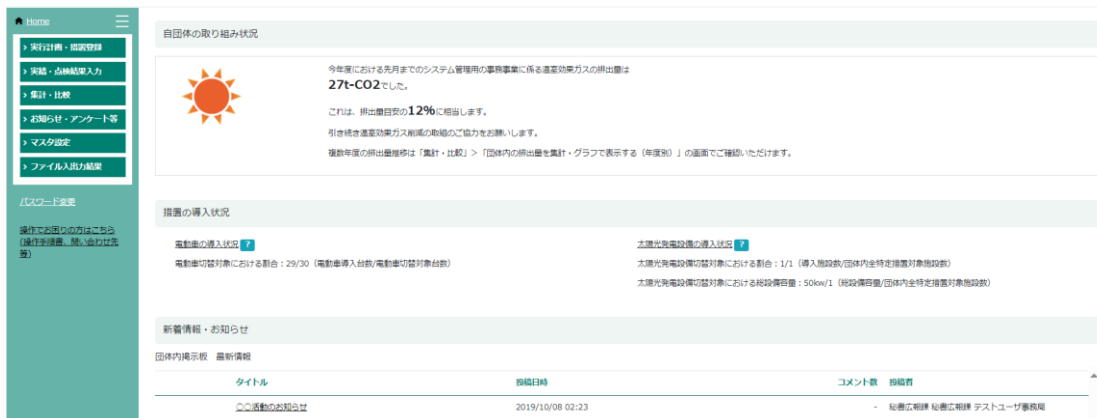 Home
› 実行計画・措置登録
› 実績・点検結果入力
› 集計・比較
› お知らせ・アンケート等
› マスタ設定
› ファイル入出力結果
パスワード変更
操作でお困りの方はこちら
(操作手順書、問い合わせ先
等)
自団体の取り組み状況
今年度における先月までのシステム管理用の事務事業に係る温室効果ガスの排出量は
27t-CO2でした。
これは、排出量目安の12%に相当します。
引き続き温室効果ガス削減の取組のご協力をお願いします。
複数年度の排出量推移は「集計・比較」>「団体内の排出量を集計・グラフで表示する（年度別）」の画面でご確認いただけます。
措置の導入状況
電動車の導入状況 ?
電動車切替対象における割合：29/30（電動車導入台数/電動車切替対象台数）
太陽光発電設備の導入状況 ?
太陽光発電設備切替対象における割合：1/1（導入施設数/団体内全特定措置対象施設数）
太陽光発電設備切替対象における総設備容量：50kw/1（総設備容量/団体内全特定措置対象施設数）
新着情報・お知らせ
団体内掲示板　最新情報
タイトル 投稿日時 コメント数 投稿者
〇〇活動のお知らせ 2019/10/08 02:23 - 秘書広報課 秘書広報課 テストユーザ事務局